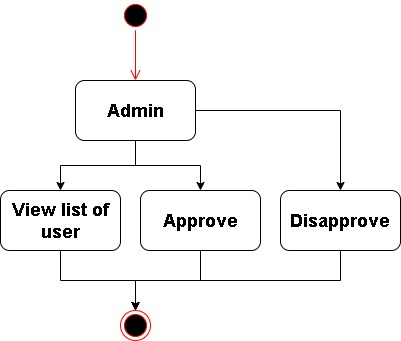 Admin
View list of
user
Approve
Disapprove